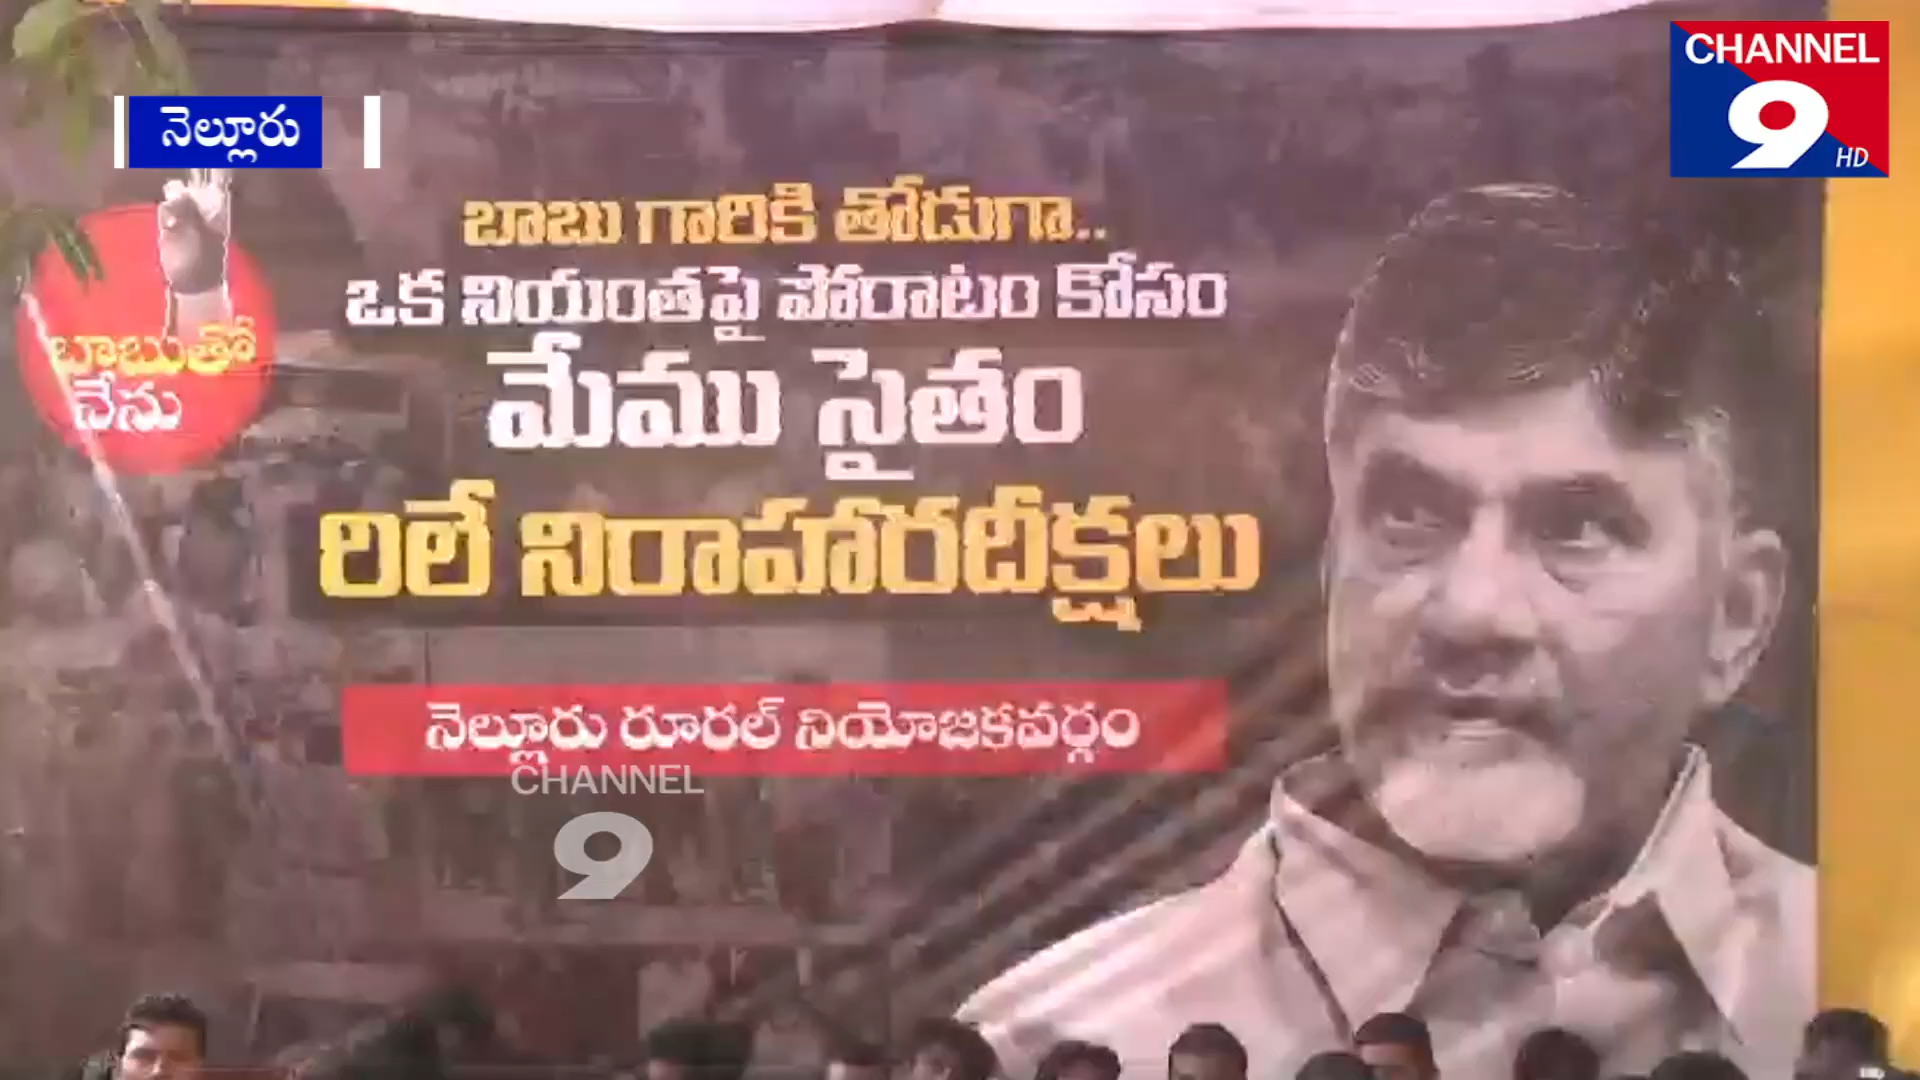 CHANNEL
9
HD
నెల్లూరు
బాబుతో
నేను
బాబు గారికి తోడుగా..
ఒక నియంతపై పోరాటం కోసం
మేము సైతం
రిలే నిరాహారదీక్షలు
నెల్లూరు రూరల్ నియోజకవర్గం
CHANNEL
9